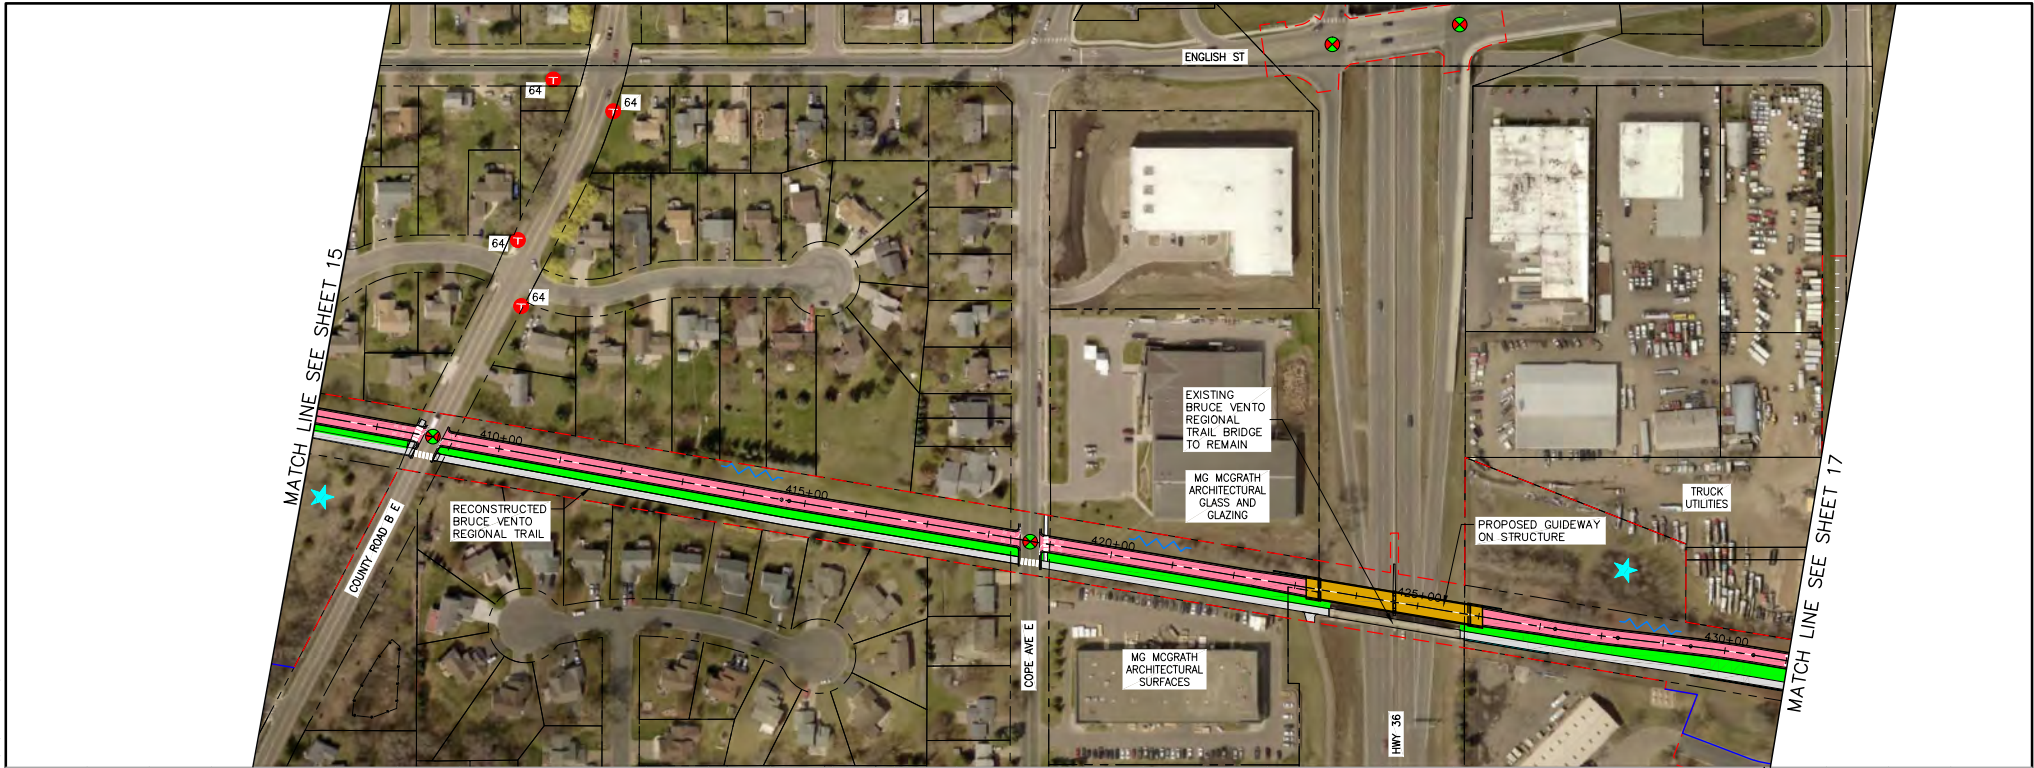 ENGLISH ST
64
64
64
64
MATCH LINE SEE SHEET 15
410+00
415+00
420+00
425+00
430+00
EXISTING
BRUCE VENTO
REGIONAL
TRAIL BRIDGE
TO REMAIN
MG MCGRATH
ARCHITECTURAL
GLASS AND
GLAZING
TRUCK
UTILITIES
PROPOSED GUIDEWAY
ON STRUCTURE
MATCH LINE SEE SHEET 17
RECONSTRUCTED
BRUCE VENTO
REGIONAL TRAIL
COUNTY ROAD B E
COPE AVE E
MG MCGRATH
ARCHITECTURAL
SURFACES
HWY 36